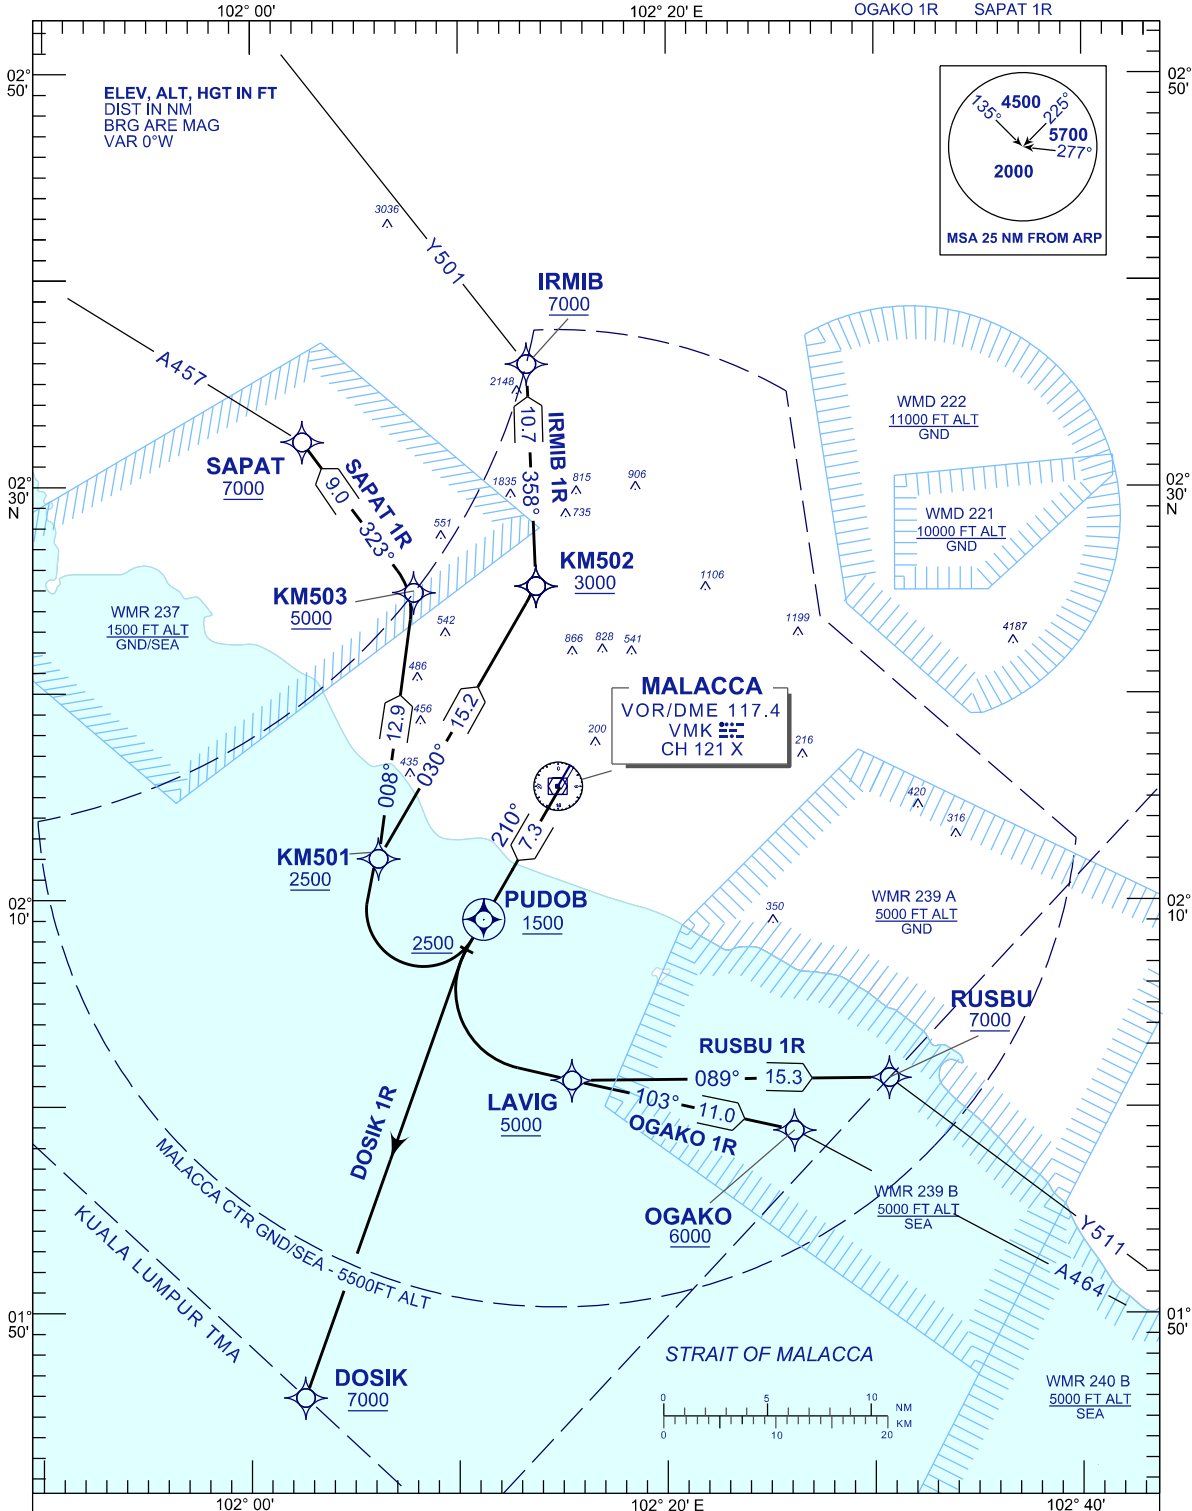 102° 00'
102° 20' E
OGAKO 1R
SAPAT 1R
02°
50'
02°
50'
ELEV, ALT, HGT IN FT
DIST IN NM
BRG ARE MAG
VAR 0°W
4500
135°
225°
5700
277°
2000
MSA 25 NM FROM ARP
3036
Y501
IRMIB
7000
A457
2148
10.7
358°
IRMIB 1R
WMD 222
11000 FT ALT
GND
SAPAT
7000
9.0
323°
SAPAT 1R
02°
30'
N
02°
30'
N
1835
815
906
735
551
WMD 221
10000 FT ALT
GND
KM502
3000
1106
KM503
5000
WMR 237
1500 FT ALT
GND/SEA
542
866
828
541
1199
4187
486
456
435
12.9
008°
15.2
030°
MALACCA
VOR/DME 117.4
VMK
CH 121 X
200
216
210°
7.3
420
316
KM501
2500
02°
10'
02°
10'
PUDOB
1500
2500
350
WMR 239 A
5000 FT ALT
GND
RUSBU
7000
RUSBU 1R
089°
15.3
LAVIG
5000
103°
11.0
OGAKO 1R
DOSIK 1R
MALACCA CTR GND/SEA - 5500FT ALT
KUALA LUMPUR TMA
OGAKO
6000
WMR 239 B
5000 FT ALT
SEA
Y511
A464
01°
50'
01°
50'
STRAIT OF MALACCA
DOSIK
7000
0
5
10
NM
KM
0
10
20
WMR 240 B
5000 FT ALT
SEA
102° 00'
102° 20' E
102° 40'